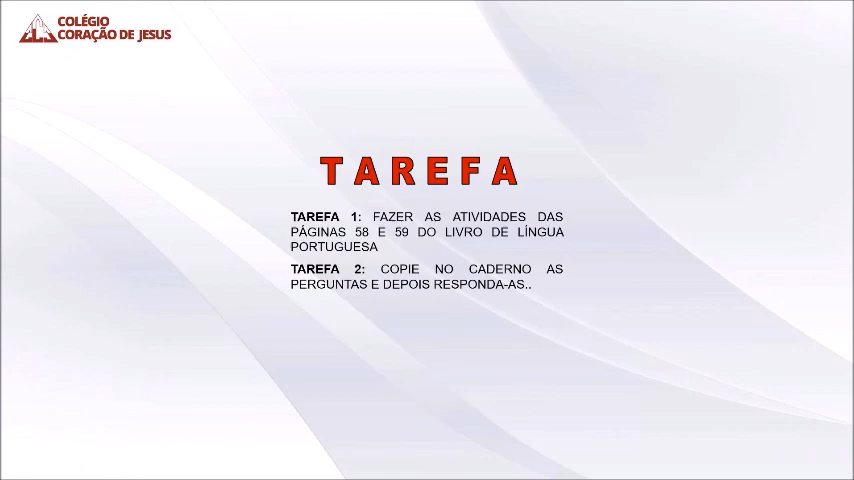 COLÉGIO
CORAÇÃO DE JESUS
TAREFA
TAREFA 1: FAZER AS ATIVIDADES DAS
PÁGINAS 58 E 59 DO LIVRO DE LÍNGUA
PORTUGUESA
TAREFA 2: COPIE NO CADERNO AS
PERGUNTAS E DEPOIS RESPONDA-AS..